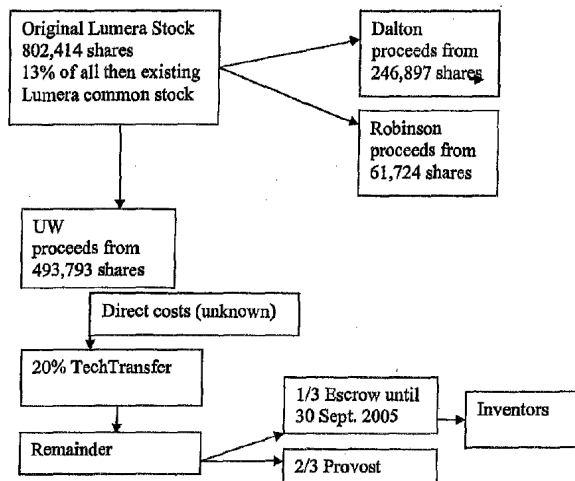 Original Lumera Stock
802,414 shares
13% of all then existing
Lumera common stock
Dalton
proceeds from
246,897 shares
Robinson
proceeds from
61,724 shares
UW
proceeds from
493,793 shares
Direct costs (unknown)
20% TechTransfer
Remainder
1/3 Escrow until
30 Sept. 2005
Inventors
2/3 Provost